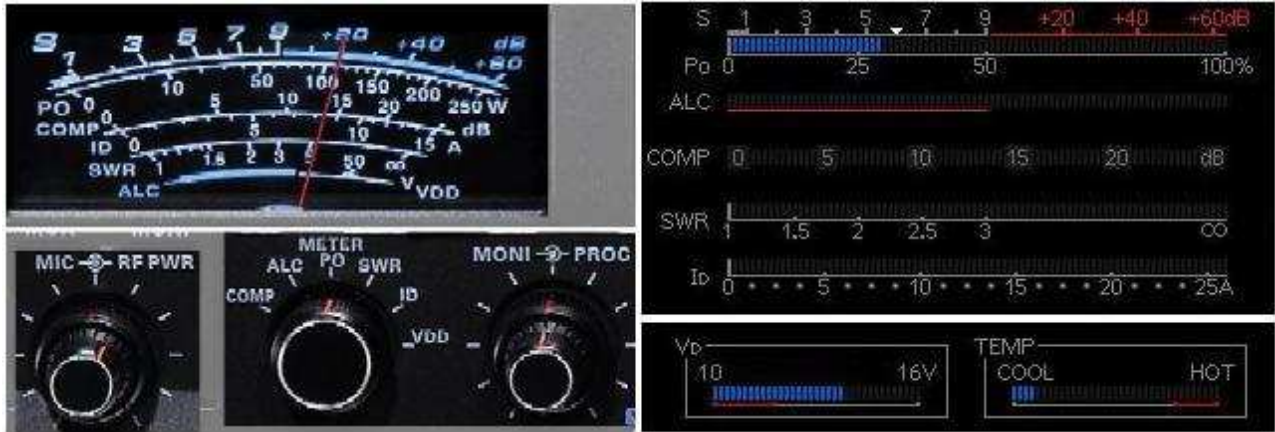 S 1 3 5 7 9 +20 +40 +60 dB
PO 0 10 50 100 150 200 250 W
COMP 0 5 10 15 20 dB
ID 0 5 10 15 A
SWR 1 1.5 2 3 50 ∞
ALC V VDD
MIC RF PWR
METER
COMP ALC PO SWR ID VDD
MONI PROC
S 1 3 5 7 9 +20 +40 +60dB
Po 0 25 50 100%
ALC
COMP 0 5 10 15 20 dB
SWR 1 1.5 2 2.5 3 ∞
ID 0 5 10 15 20 25A
VD
10 16V
TEMP
COOL HOT